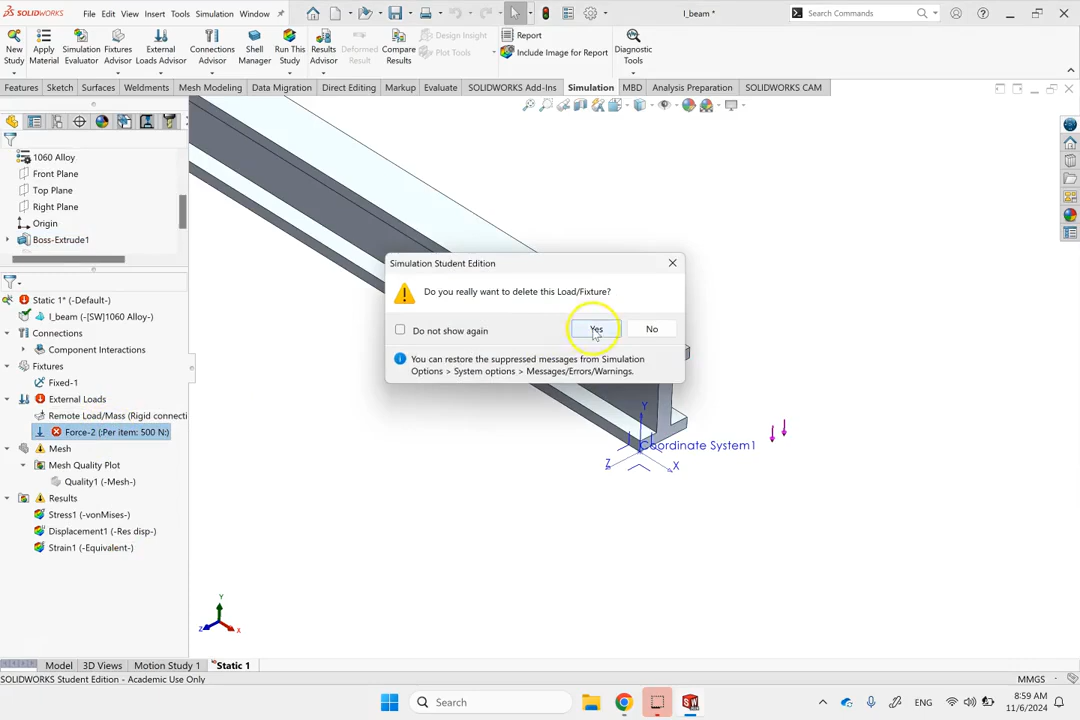 SOLIDWORKS File Edit View Insert Tools Simulation Window I_beam * Search Commands
New Study
Apply Material
Simulation Evaluator
Fixtures Advisor
External Loads Advisor
Connections Advisor
Shell Manager
Run This Study
Results Advisor
Deformed Result
Compare Results
Design Insight
Plot Tools
Report
Include Image for Report
Diagnostic Tools
Features Sketch Surfaces Weldments Mesh Modeling Data Migration Direct Editing Markup Evaluate SOLIDWORKS Add-Ins Simulation MBD Analysis Preparation SOLIDWORKS CAM
1060 Alloy
Front Plane
Top Plane
Right Plane
Origin
Boss-Extrude1
Static 1* (-Default-)
I_beam (-[SW]1060 Alloy-)
Connections
Component Interactions
Fixtures
Fixed-1
External Loads
Remote Load/Mass (Rigid connecti
Force-2 (:Per item: 500 N:)
Mesh
Mesh Quality Plot
Quality1 (-Mesh-)
Results
Stress1 (-vonMises-)
Displacement1 (-Res disp-)
Strain1 (-Equivalent-)
Simulation Student Edition
Do you really want to delete this Load/Fixture?
Do not show again
Yes No
You can restore the suppressed messages from Simulation
Options > System options > Messages/Errors/Warnings.
Y
Coordinate System1
Z X
Y
Z X
Model 3D Views Motion Study 1 Static 1
SOLIDWORKS Student Edition - Academic Use Only MMGS
Search ENG 8:59 AM
11/6/2024